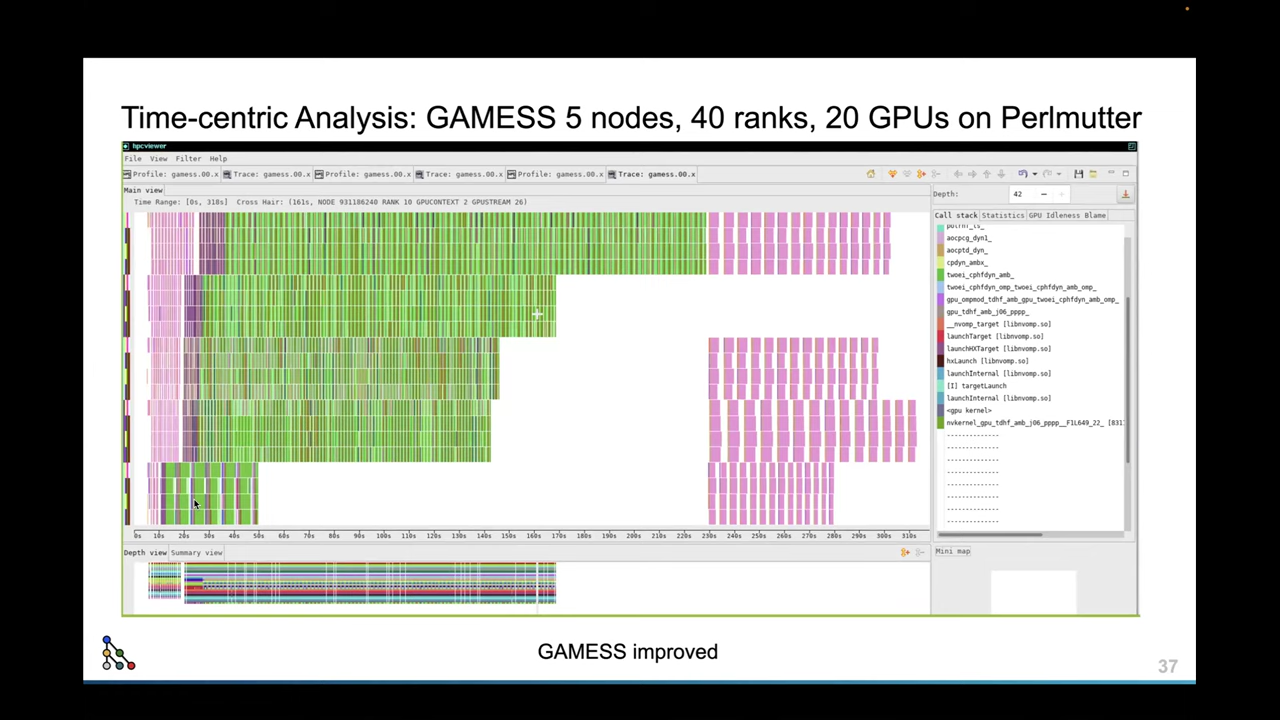 Time-centric Analysis: GAMESS 5 nodes, 40 ranks, 20 GPUs on Perlmutter
hpcviewer
File View Filter Help
Profile: gamess.00.x Trace: gamess.00.x Profile: gamess.00.x Trace: gamess.00.x Profile: gamess.00.x Trace: gamess.00.x
Main view
Time Range: [0s, 318s] Cross Hair: (161s, NODE 931186240 RANK 10 GPUCONTEXT 2 GPUSTREAM 26)
Depth: 42
Call stack Statistics GPU Idleness Blame
aocpcg_dyn1_
aocptd_dyn_
cpdyn_ambx_
twoei_cphfdyn_amb_
twoei_cphfdyn_omp_twoei_cphfdyn_amb_omp_
gpu_ompmod_tdhf_amb_gpu_twoei_cphfdyn_amb_omp_
gpu_tdhf_amb_j06_pppp_
__nvomp_target [libnvomp.so]
launchTarget [libnvomp.so]
launchHXTarget [libnvomp.so]
hxLaunch [libnvomp.so]
launchInternal [libnvomp.so]
[I] targetLaunch
launchInternal [libnvomp.so]
<gpu kernel>
nvkernel_gpu_tdhf_amb_j06_pppp__F1L649_22_ [831
--------------
--------------
--------------
--------------
--------------
--------------
--------------
--------------
0s 10s 20s 30s 40s 50s 60s 70s 80s 90s 100s 110s 120s 130s 140s 150s 160s 170s 180s 190s 200s 210s 220s 230s 240s 250s 260s 270s 280s 290s 300s 310s
Depth view Summary view
Mini map
GAMESS improved
37